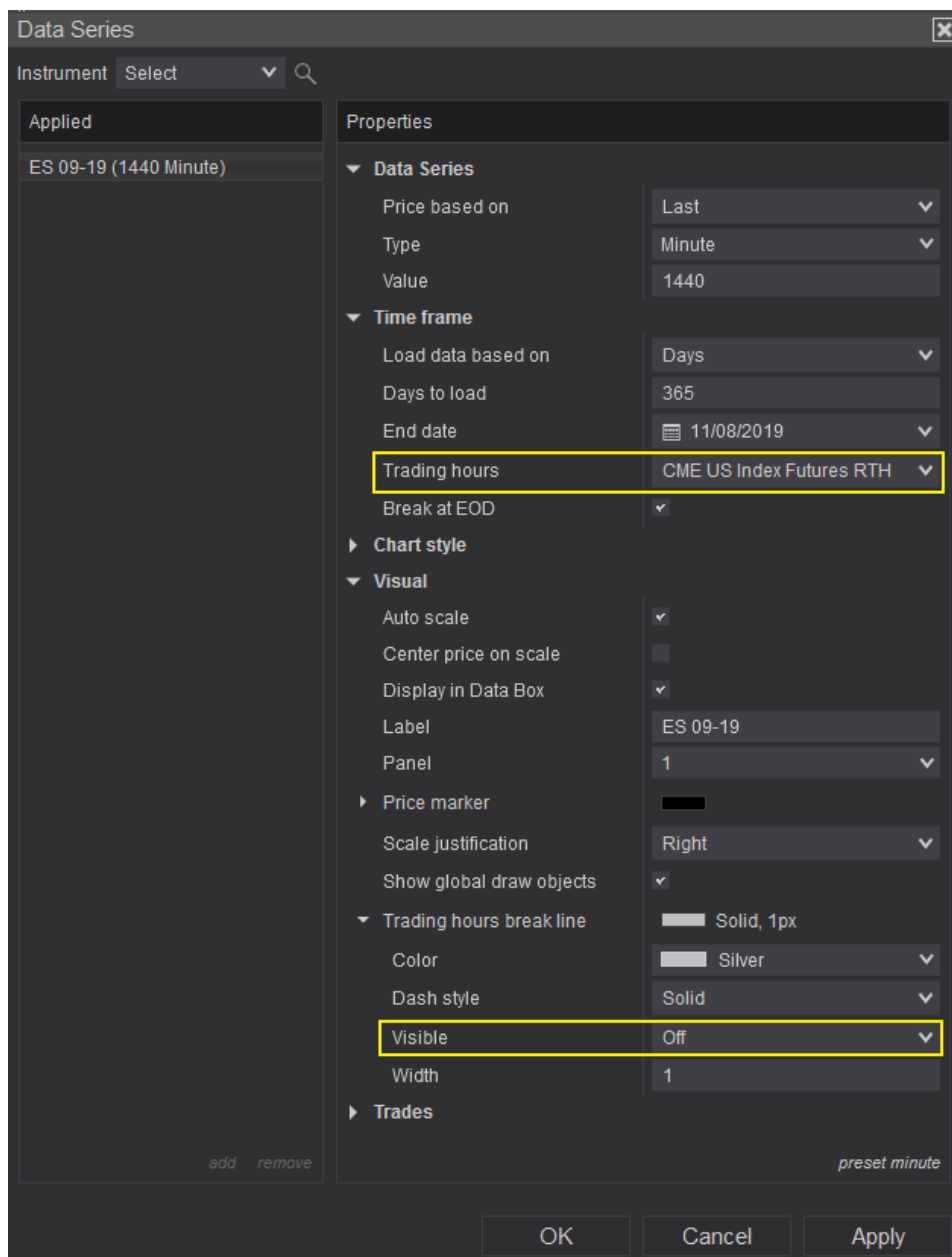 Data Series
Instrument Select
Applied
Properties
ES 09-19 (1440 Minute)
Data Series
Price based on Last
Type Minute
Value 1440
Time frame
Load data based on Days
Days to load 365
End date 11/08/2019
Trading hours CME US Index Futures RTH
Break at EOD
Chart style
Visual
Auto scale
Center price on scale
Display in Data Box
Label ES 09-19
Panel 1
Price marker
Scale justification Right
Show global draw objects
Trading hours break line Solid, 1px
Color Silver
Dash style Solid
Visible Off
Width 1
Trades
add remove
preset minute
OK Cancel Apply